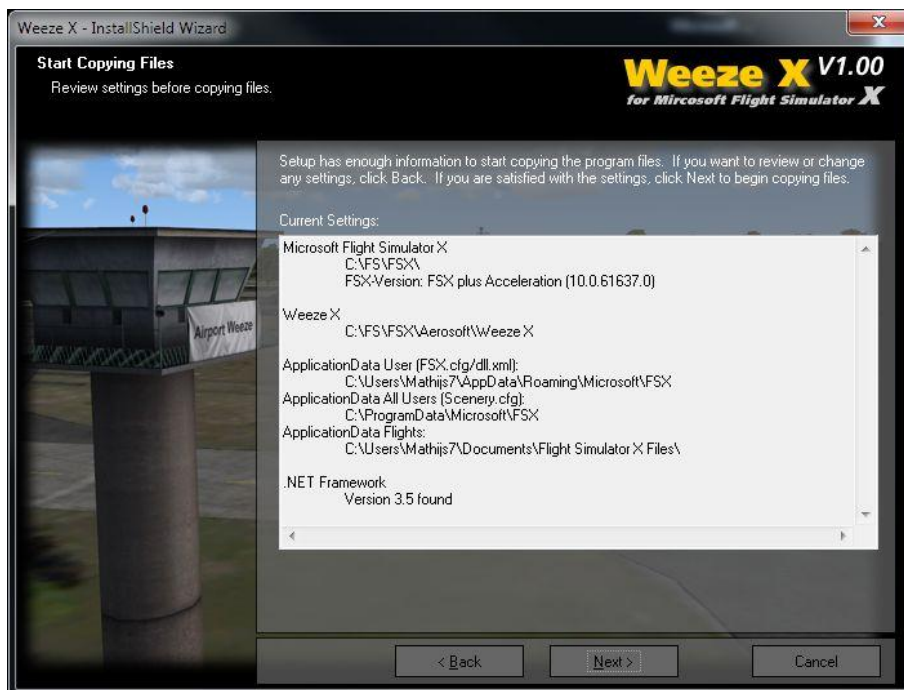 Weeze X - InstallShield Wizard
Start Copying Files
Review settings before copying files.
Weeze X V1.00
for Mircosoft Flight Simulator X
Setup has enough information to start copying the program files. If you want to review or change
any settings, click Back. If you are satisfied with the settings, click Next to begin copying files.
Current Settings:
Microsoft Flight Simulator X
C:\FS\FSX\
FSX-Version: FSX plus Acceleration (10.0.61637.0)
Weeze X
C:\FS\FSX\Aerosoft\Weeze X
ApplicationData User (FSX.cfg/dll.xml):
C:\Users\Mathijs7\AppData\Roaming\Microsoft\FSX
ApplicationData All Users (Scenery.cfg):
C:\ProgramData\Microsoft\FSX
ApplicationData Flights:
C:\Users\Mathijs7\Documents\Flight Simulator X Files\
.NET Framework
Version 3.5 found
Airport Weeze
< Back
Next >
Cancel